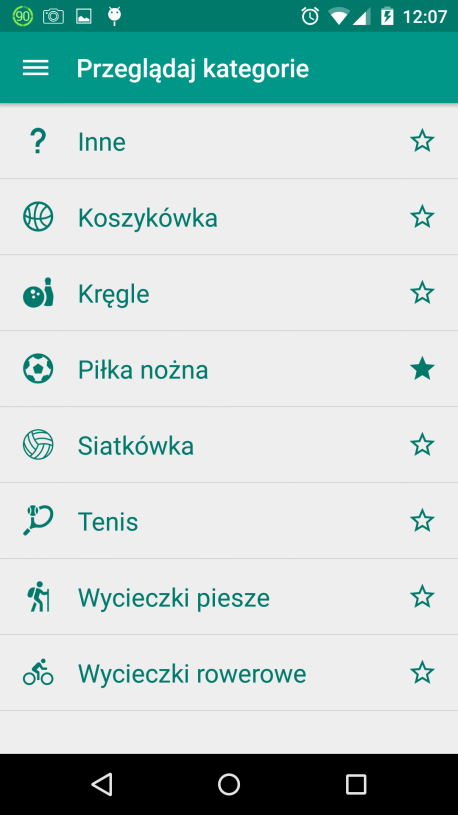 90
12:07
Przeglądaj kategorie
Inne
Koszykówka
Kręgle
Piłka nożna
Siatkówka
Tenis
Wycieczki piesze
Wycieczki rowerowe